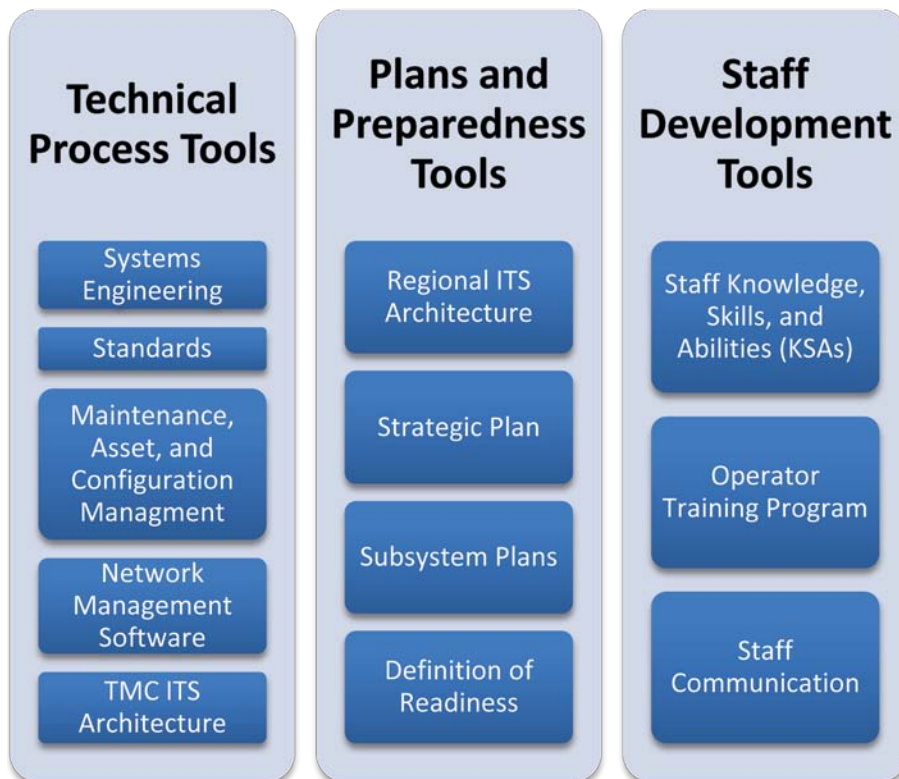 Technical
Process Tools
Systems
Engineering
Standards
Maintenance,
Asset, and
Configuration
Managment
Network
Management
Software
TMC ITS
Architecture
Plans and
Preparedness
Tools
Regional ITS
Architecture
Strategic Plan
Subsystem Plans
Definition of
Readiness
Staff
Development
Tools
Staff Knowledge,
Skills, and
Abilities (KSAs)
Operator
Training Program
Staff
Communication